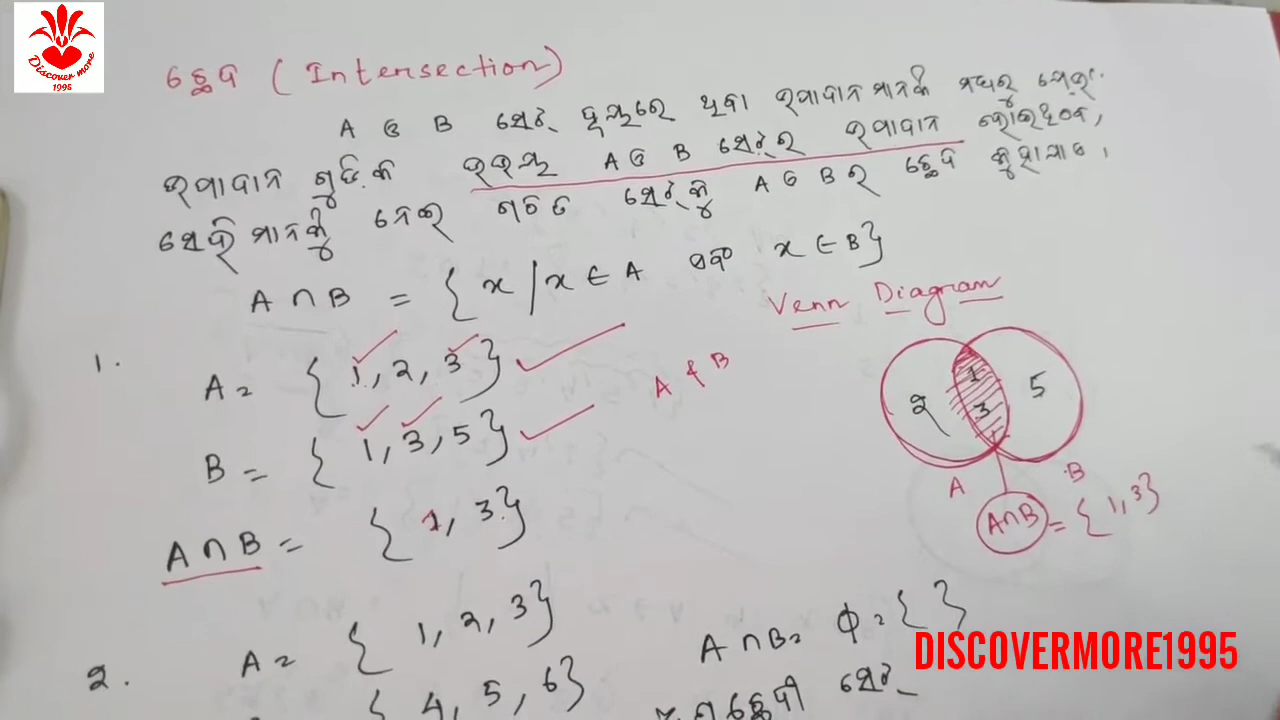 Discover more
1995
ଛେଦ (Intersection)
A ଓ B ସେଟ୍ ଦ୍ୱୟରେ ଥିବା ଉପାଦାନ ମାନଙ୍କ ମଧ୍ୟରୁ ଯେଉଁ
ଉପାଦାନ ଗୁଡ଼ିକ ଉଭୟ A ଓ B ସେଟ୍‌ର ଉପାଦାନ ହୋଇଥିବେ,
ସେହି ମାନଙ୍କୁ ନେଇ ଗଠିତ ସେଟ୍‌କୁ A ଓ B ର ଛେଦ କୁହାଯାଏ ।
A ∩ B = { x / x ∈ A ଏବଂ x ∈ B }
Venn Diagram
1.
A = { 1, 2, 3 }
B = { 1, 3, 5 }
A & B
A ∩ B = { 1, 3 }
2 1 3 5
A B
A∩B = { 1, 3 }
2.
A = { 1, 2, 3 }
{ 4, 5, 6 }
A ∩ B = ϕ = { }
ସେଟ୍
DISCOVERMORE1995